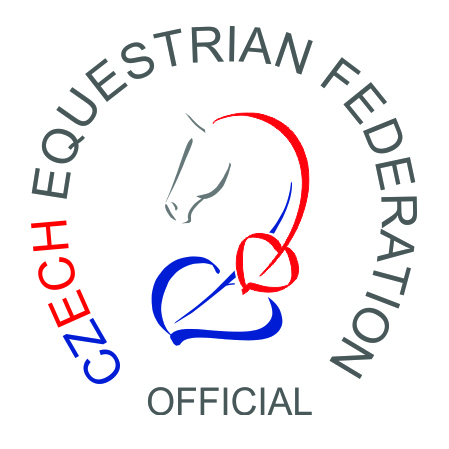 CZECH EQUESTRIAN FEDERATION
OFFICIAL